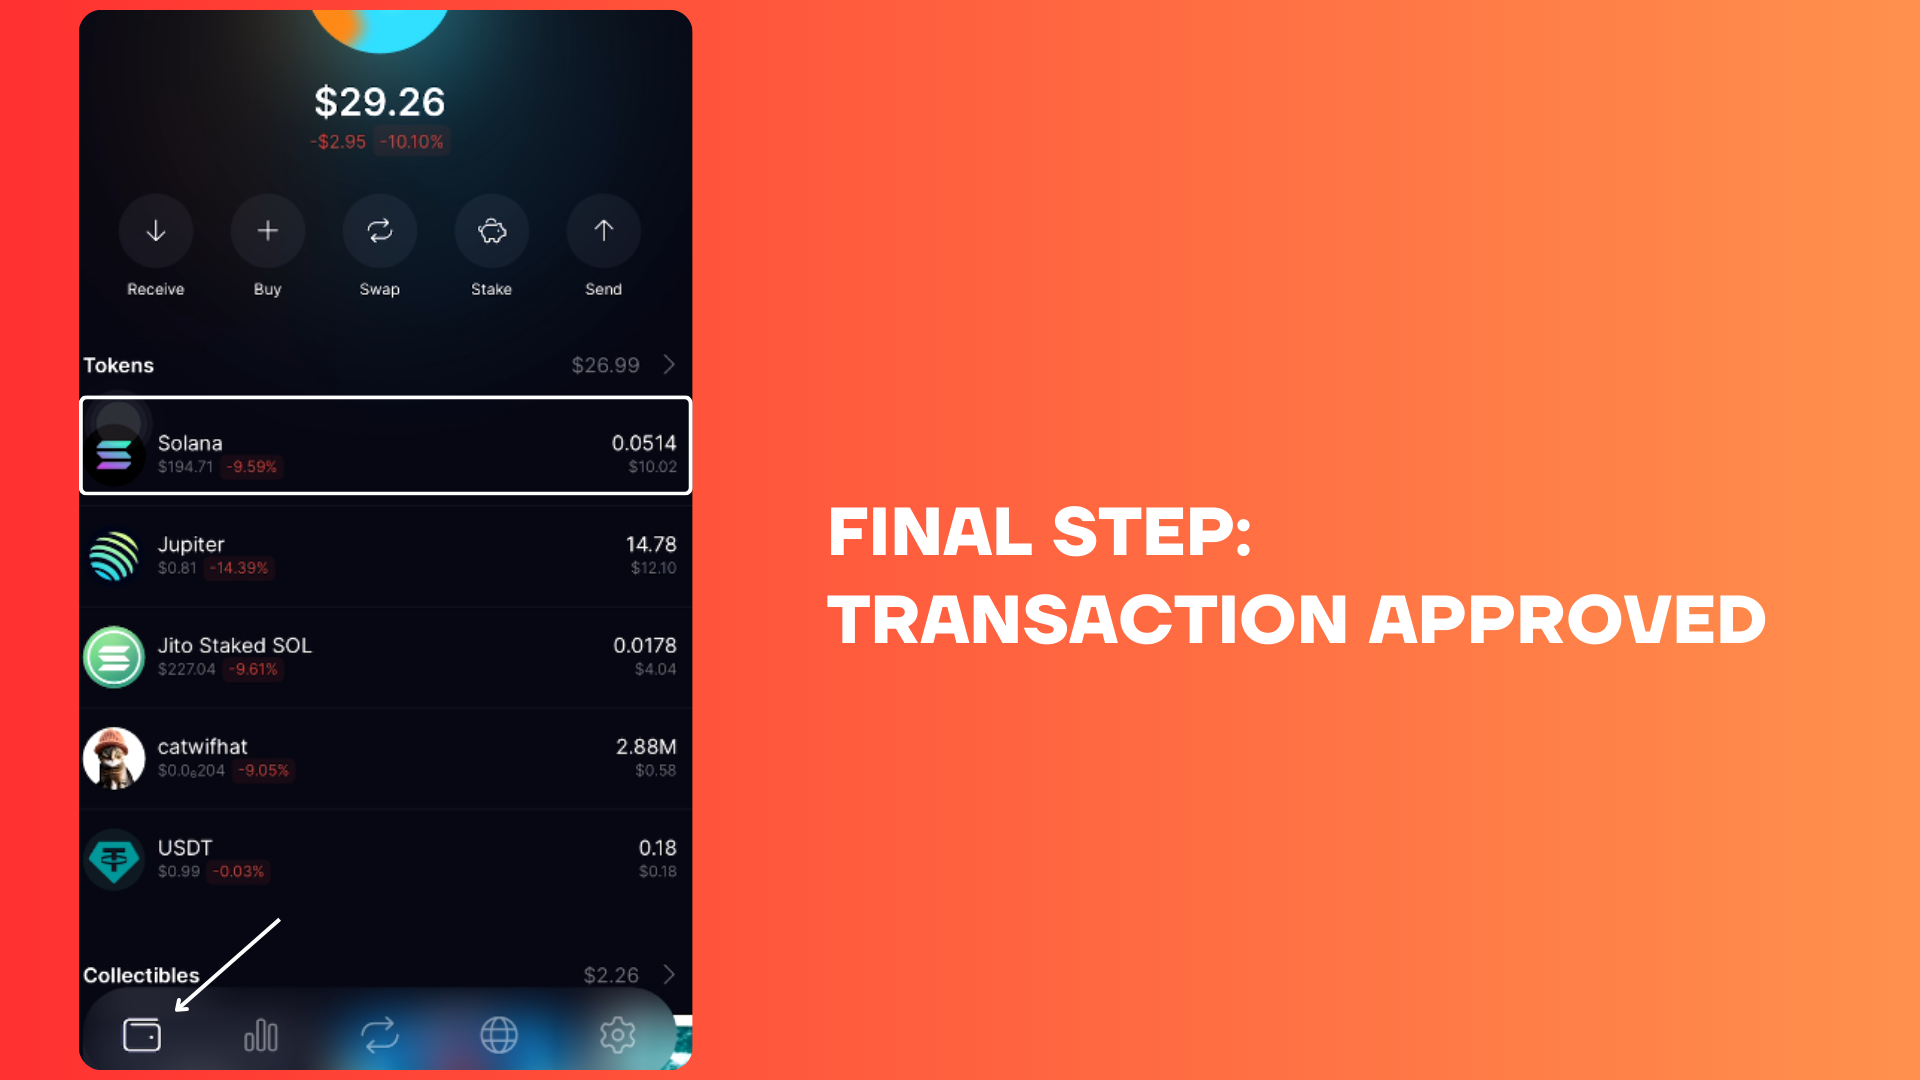 $29.26
-$2.95 -10.10%
Receive Buy Swap Stake Send
Tokens $26.99
Solana 0.0514
$194.71 -9.59% $10.02
Jupiter 14.78
$0.81 -14.39% $12.10
Jito Staked SOL 0.0178
$227.04 -9.61% $4.04
catwifhat 2.88M
$0.0₆204 -9.05% $0.58
USDT 0.18
$0.99 -0.03% $0.18
Collectibles $2.26
FINAL STEP:
TRANSACTION APPROVED